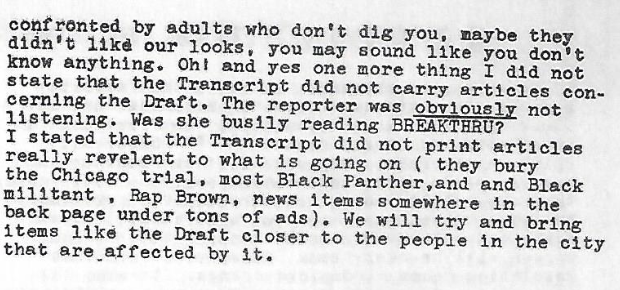 confronted by adults who don't dig you, maybe they
didn't like our looks, you may sound like you don't
know anything. Oh! and yes one more thing I did not
state that the Transcript did not carry articles con-
cerning the Draft. The reporter was obviously not
listening. Was she busily reading BREAKTHRU?
I stated that the Transcript did not print articles
really revelent to what is going on ( they bury
the Chicago trial, most Black Panther,and and Black
militant , Rap Brown, news items somewhere in the
back page under tons of ads). We will try and bring
items like the Draft closer to the people in the city
that are affected by it.